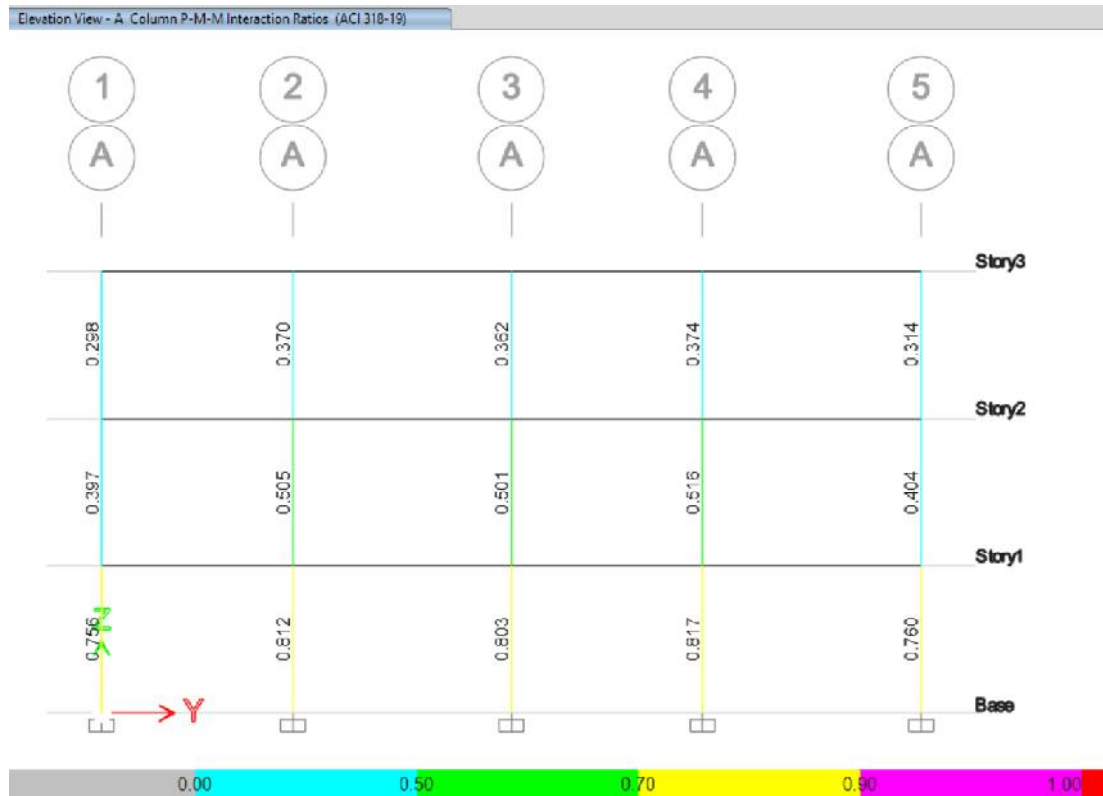 Elevation View - A Column P-M-M Interaction Ratios (ACI 318-19)
1 2 3 4 5
A A A A A
Story3
0.298 0.370 0.362 0.374 0.314
Story2
0.397 0.505 0.501 0.516 0.404
Story1
0.756 0.812 0.803 0.817 0.760
Z
Y
Base
0.00 0.50 0.70 0.90 1.00